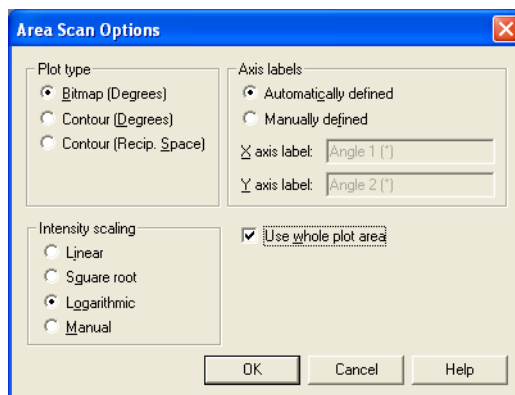 Area Scan Options
Plot type
Bitmap (Degrees)
Contour (Degrees)
Contour (Recip. Space)
Axis labels
Automatically defined
Manually defined
X axis label: Angle 1 (°)
Y axis label: Angle 2 (°)
Intensity scaling
Linear
Square root
Logarithmic
Manual
Use whole plot area
OK Cancel Help